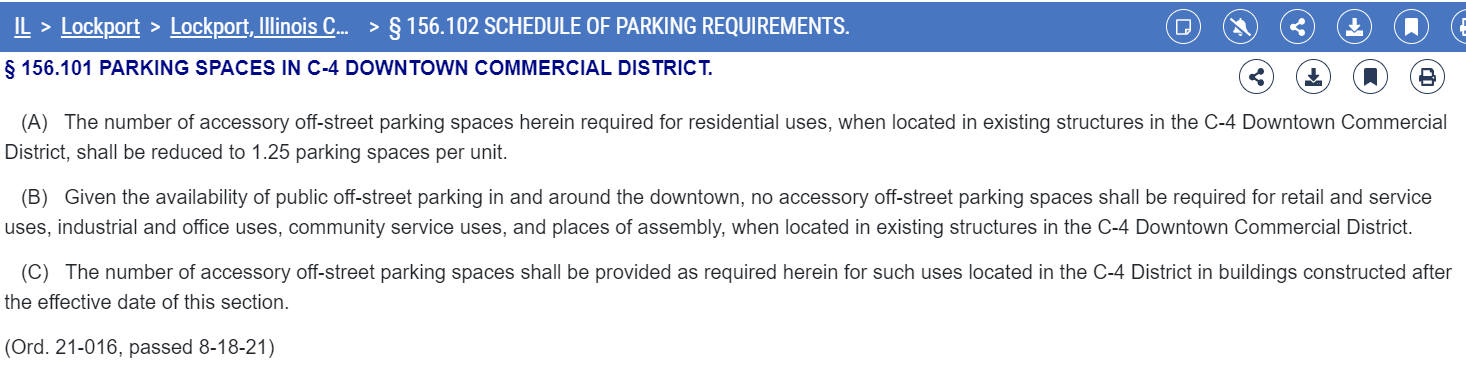 IL > Lockport > Lockport, Illinois C... > § 156.102 SCHEDULE OF PARKING REQUIREMENTS.
§ 156.101 PARKING SPACES IN C-4 DOWNTOWN COMMERCIAL DISTRICT.
(A) The number of accessory off-street parking spaces herein required for residential uses, when located in existing structures in the C-4 Downtown Commercial
District, shall be reduced to 1.25 parking spaces per unit.
(B) Given the availability of public off-street parking in and around the downtown, no accessory off-street parking spaces shall be required for retail and service
uses, industrial and office uses, community service uses, and places of assembly, when located in existing structures in the C-4 Downtown Commercial District.
(C) The number of accessory off-street parking spaces shall be provided as required herein for such uses located in the C-4 District in buildings constructed after
the effective date of this section.
(Ord. 21-016, passed 8-18-21)